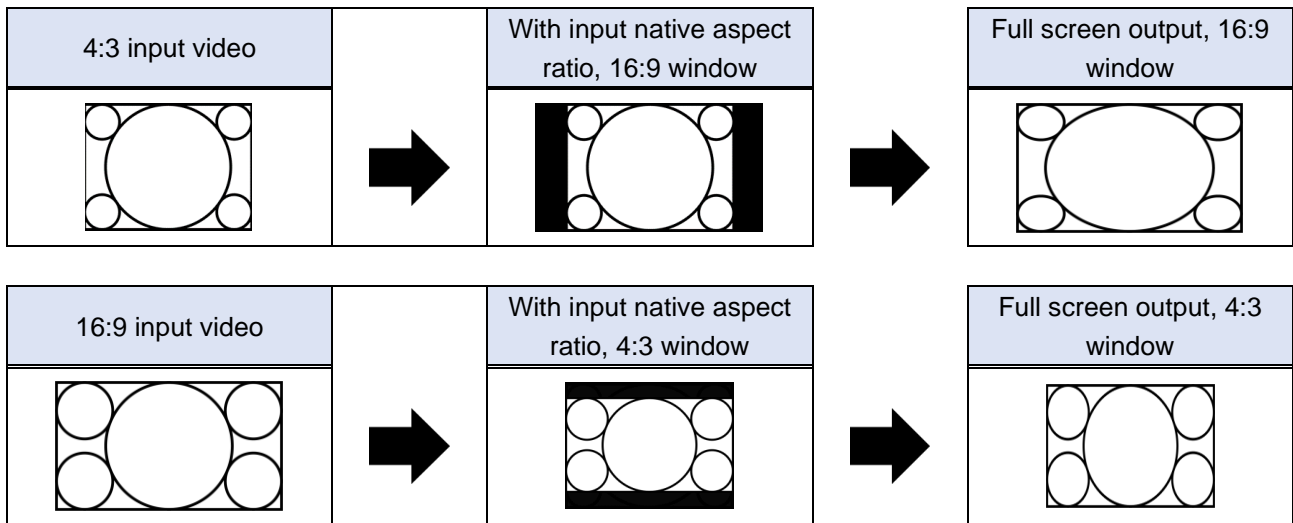 4:3 input video
With input native aspect
ratio, 16:9 window
Full screen output, 16:9
window
16:9 input video
With input native aspect
ratio, 4:3 window
Full screen output, 4:3
window